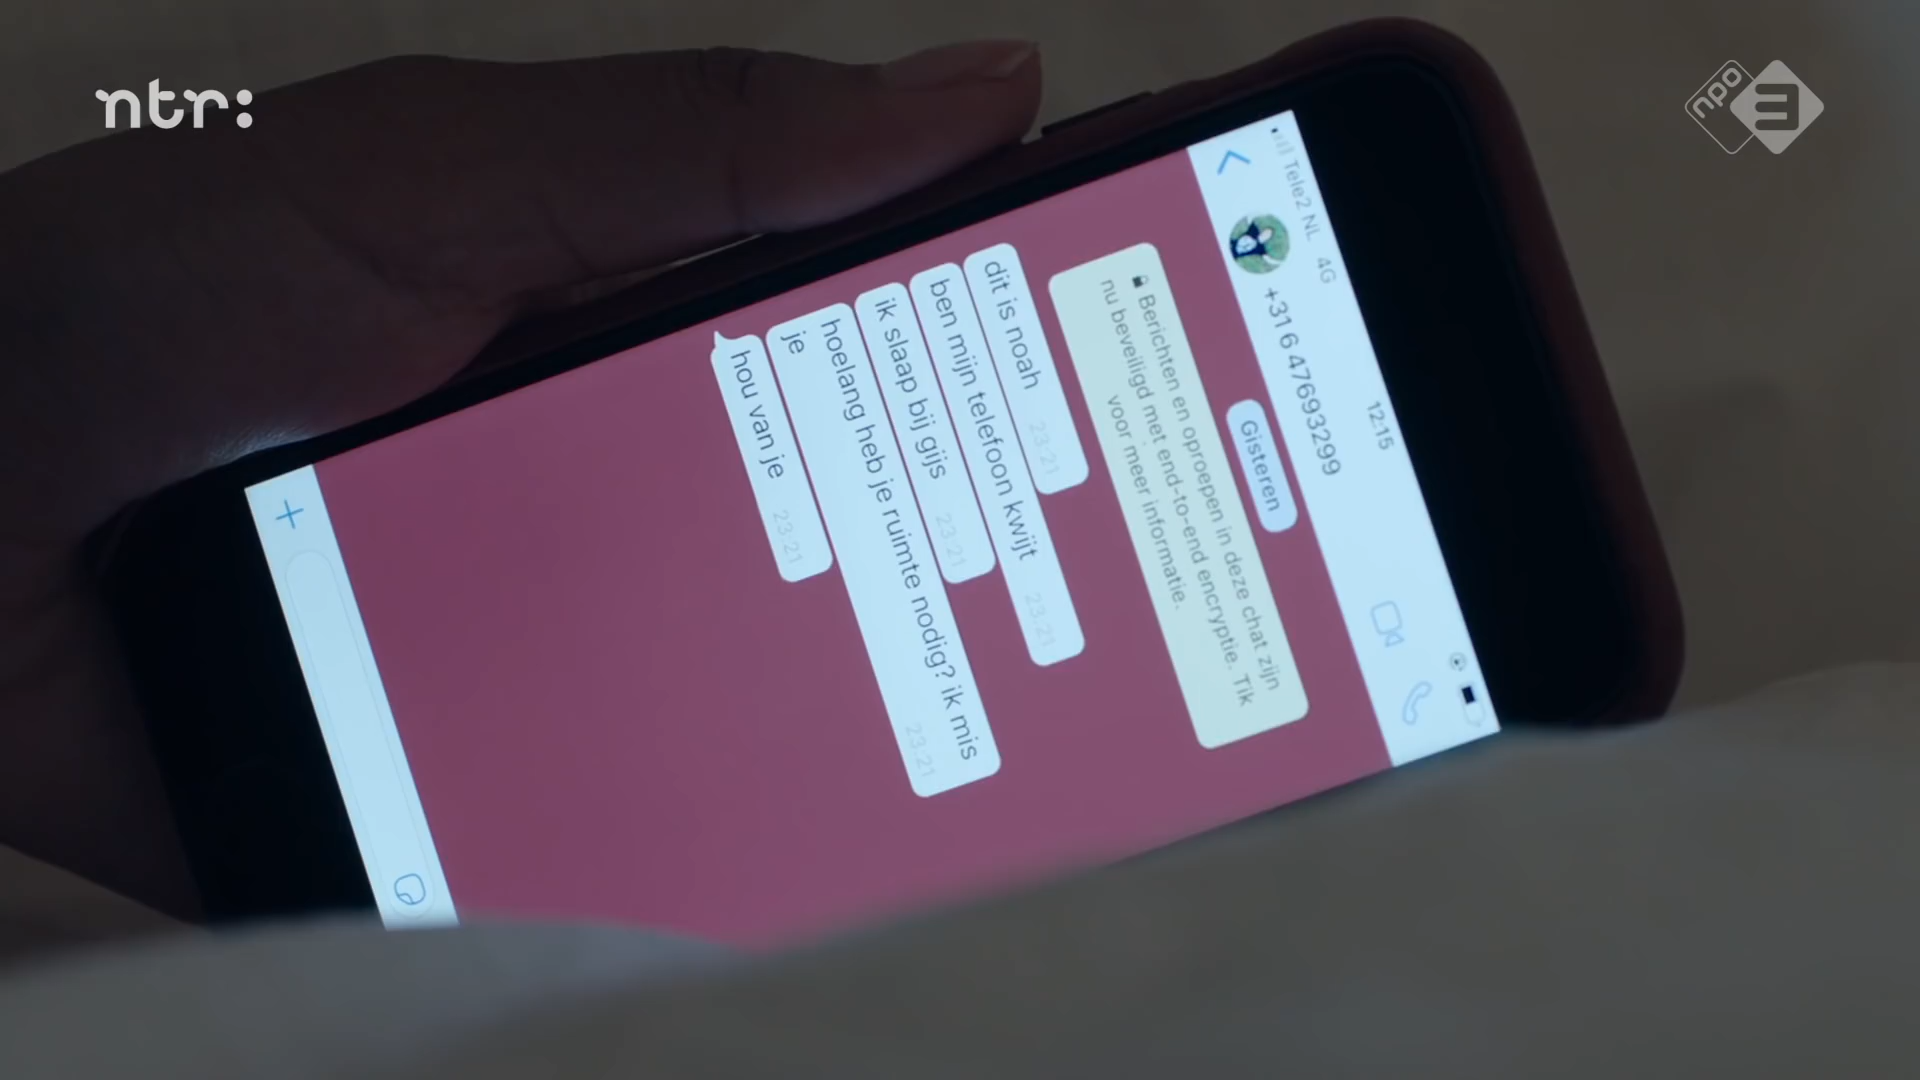 ntr:
npo 3
Tele2 NL 4G 12:15
+31 6 47693299
Gisteren
Berichten en oproepen in deze chat zijn
nu beveiligd met end-to-end encryptie. Tik
voor meer informatie.
dit is noah 23:21
ben mijn telefoon kwijt 23:21
ik slaap bij gijs 23:21
hoelang heb je ruimte nodig? ik mis
je 23:21
hou van je 23:21